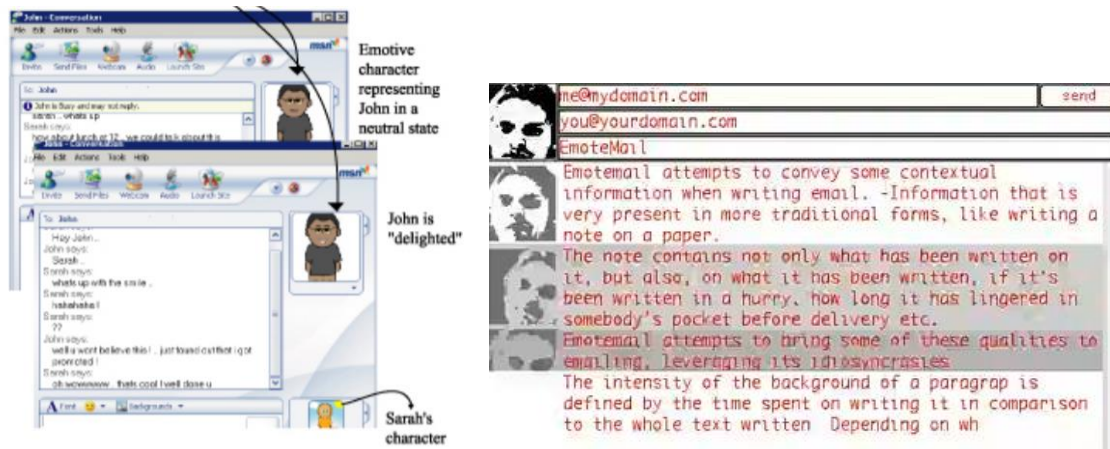 John - Conversation
File Edit Actions Tools Help
msn
Invite Send Files Webcam Audio Launch Site
To: John
John is Busy and may not reply.
sarah .. whats up
Sarah says:
how about lunch at 12 .. we could talk about this
John - Conversation
File Edit Actions Tools Help
msn
Invite Send Files Webcam Audio Launch Site
To: John
Hey John..
John says:
Sarah ..
Sarah says:
whats up with the smile ..
Sarah says:
hahahaha!
Sarah says:
??
John says:
well u wont believe this! .. just found out that i got
promoted !
Sarah says:
oh wowwwww .. thats cool ! well done u
Font Backgrounds
Emotive
character
representing
John in a
neutral state
John is
"delighted"
Sarah's
character
me@mydomain.com send
you@yourdomain.com
EmoteMail
Emotemail attempts to convey some contextual
information when writing email. -Information that is
very present in more traditional forms, like writing a
note on a paper.
The note contains not only what has been written on
it, but also, on what it has been written, if it's
been written in a hurry, how long it has lingered in
somebody's pocket before delivery etc.
Emotemail attempts to bring some of these qualities to
emailing, leveraging its idiosyncrasies
The intensity of the background of a paragrap is
defined by the time spent on writing it in comparison
to the whole text written Depending on wh